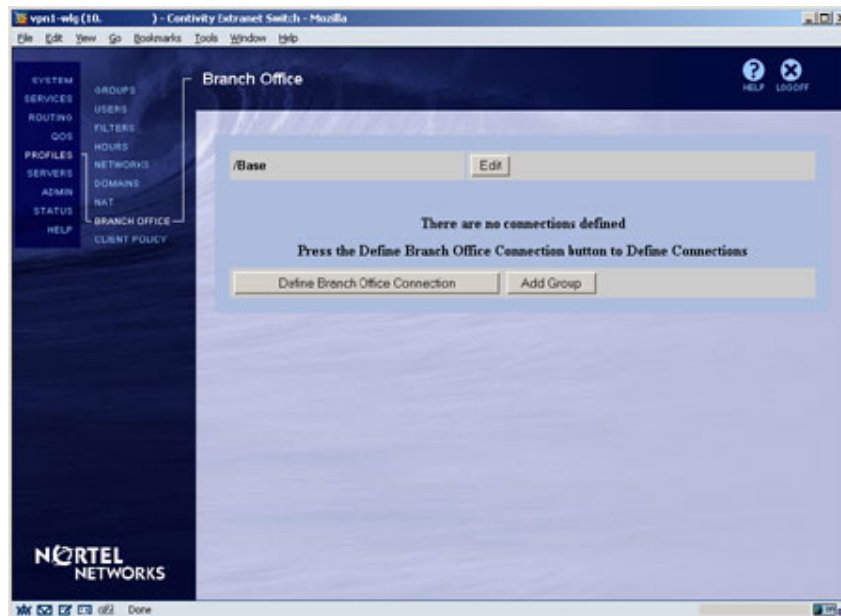 vpn1-wlg (10. ) - Contivity Extranet Switch - Mozilla
File Edit View Go Bookmarks Tools Window Help
SYSTEM
SERVICES
ROUTING
QOS
PROFILES
SERVERS
ADMIN
STATUS
HELP
GROUPS
USERS
FILTERS
HOURS
NETWORKS
DOMAINS
NAT
BRANCH OFFICE
CLIENT POLICY
Branch Office
HELP LOGOFF
/Base Edit
There are no connections defined
Press the Define Branch Office Connection button to Define Connections
Define Branch Office Connection Add Group
NORTEL
NETWORKS
Done